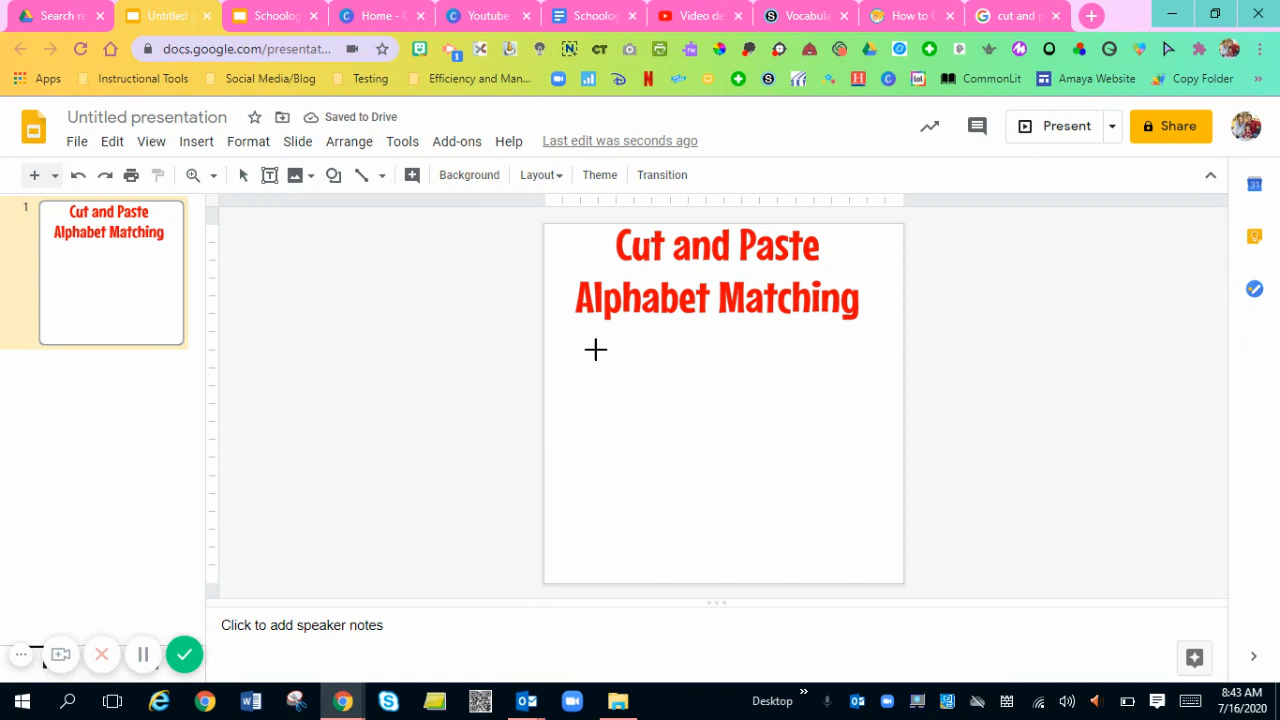 Search re
Untitled p
Schoolog
Home - C
Youtube
Schoolog
Video de
Vocabula
How to C
cut and p
docs.google.com/presentat...
Apps
Instructional Tools
Social Media/Blog
Testing
Efficiency and Man...
CommonLit
Amaya Website
Copy Folder
Untitled presentation
Saved to Drive
File Edit View Insert Format Slide Arrange Tools Add-ons Help Last edit was seconds ago
Present
Share
Background Layout Theme Transition
1
Cut and Paste
Alphabet Matching
Cut and Paste
Alphabet Matching
Click to add speaker notes
Desktop
8:43 AM
7/16/2020